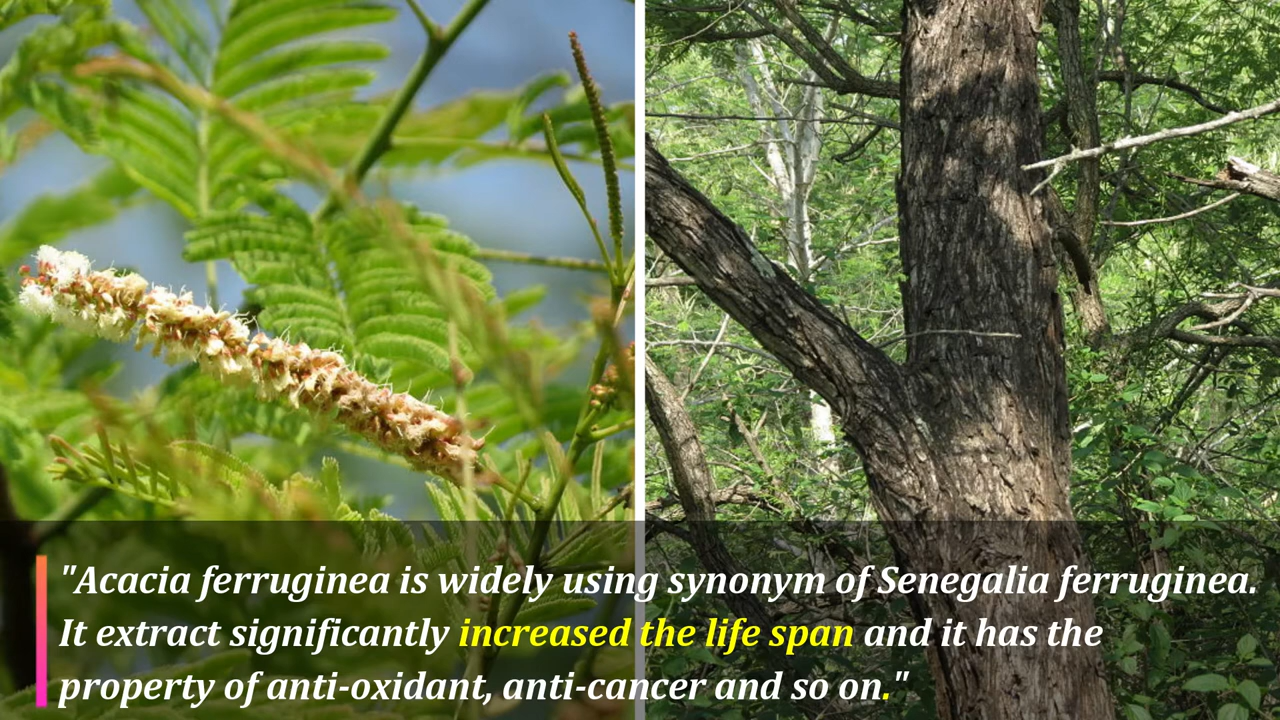 "Acacia ferruginea is widely using synonym of Senegalia ferruginea.
It extract significantly increased the life span and it has the
property of anti-oxidant, anti-cancer and so on."